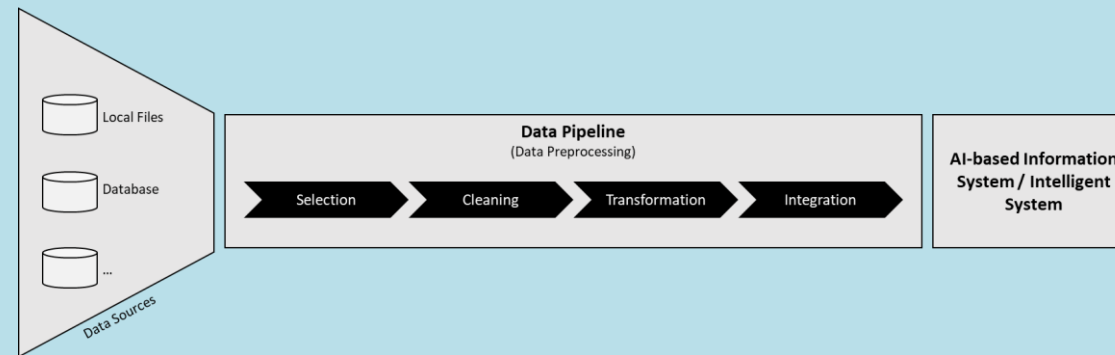 Local Files
Database
...
Data Sources
Data Pipeline
(Data Preprocessing)
Selection
Cleaning
Transformation
Integration
AI-based Information
System / Intelligent
System